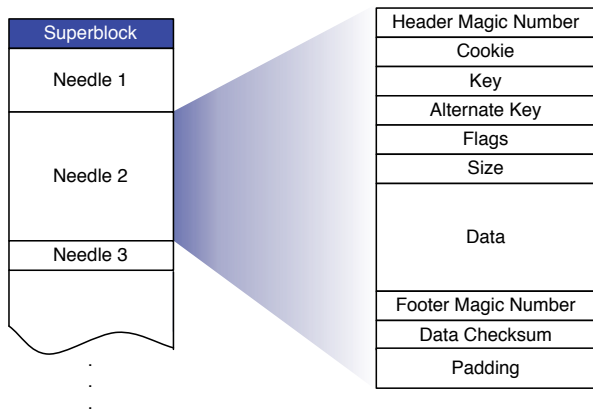 Superblock
Needle 1
Needle 2
Needle 3
.
.
.
Header Magic Number
Cookie
Key
Alternate Key
Flags
Size
Data
Footer Magic Number
Data Checksum
Padding